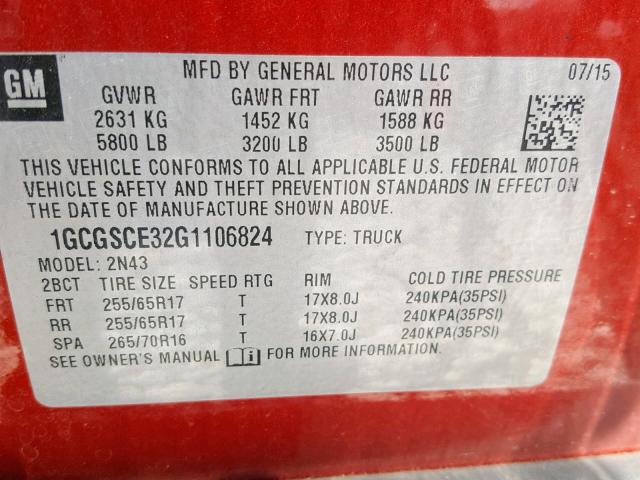 GM
MFD BY GENERAL MOTORS LLC 07/15
GVWR GAWR FRT GAWR RR
2631 KG 1452 KG 1588 KG
5800 LB 3200 LB 3500 LB
THIS VEHICLE CONFORMS TO ALL APPLICABLE U.S. FEDERAL MOTOR
VEHICLE SAFETY AND THEFT PREVENTION STANDARDS IN EFFECT ON
THE DATE OF MANUFACTURE SHOWN ABOVE.
1GCGSCE32G1106824 TYPE: TRUCK
MODEL: 2N43
2BCT TIRE SIZE SPEED RTG RIM COLD TIRE PRESSURE
FRT 255/65R17 T 17X8.0J 240KPA(35PSI)
RR 255/65R17 T 17X8.0J 240KPA(35PSI)
SPA 265/70R16 T 16X7.0J 240KPA(35PSI)
SEE OWNER'S MANUAL i FOR MORE INFORMATION.